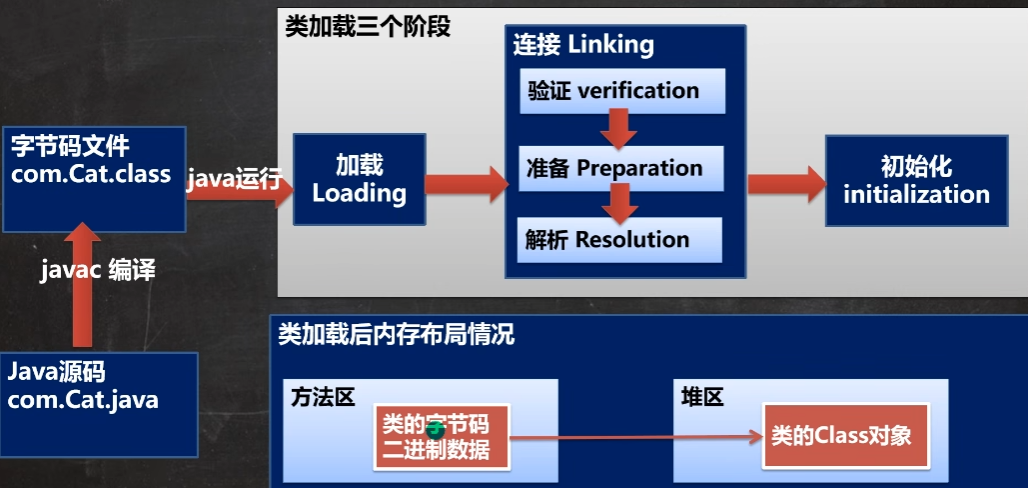 类加载三个阶段
连接 Linking
验证 verification
准备 Preparation
解析 Resolution
字节码文件
com.Cat.class
java运行
加载
Loading
初始化
initialization
javac 编译
Java源码
com.Cat.java
类加载后内存布局情况
方法区
类的字节码
二进制数据
堆区
类的Class对象